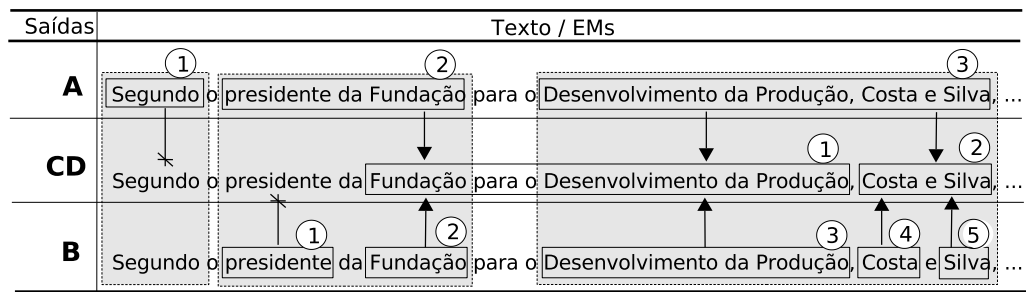 Saídas Texto / EMs
1 2 3
A Segundo o presidente da Fundação para o Desenvolvimento da Produção, Costa e Silva, ...
1 2
CD Segundo o presidente da Fundação para o Desenvolvimento da Produção, Costa e Silva, ...
1 2 3 4 5
B Segundo o presidente da Fundação para o Desenvolvimento da Produção, Costa e Silva, ...